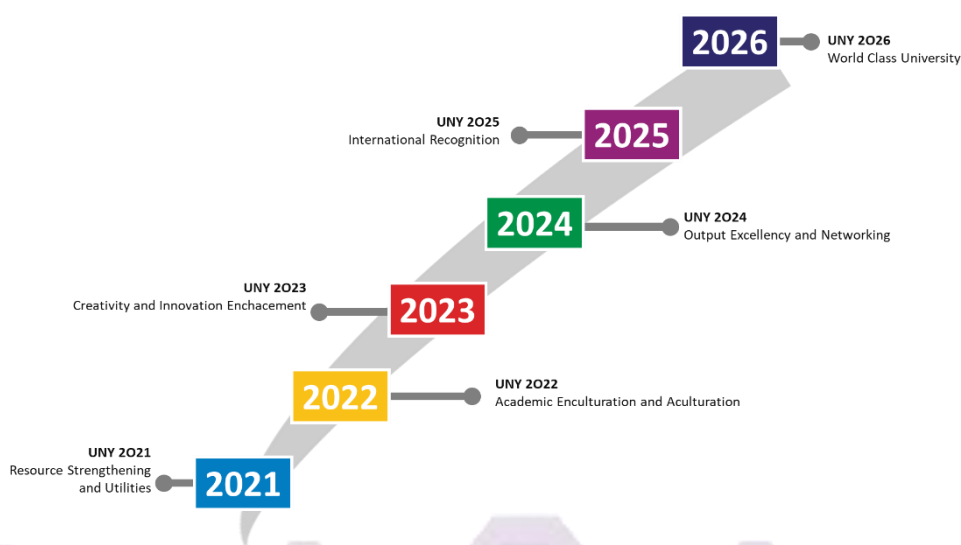 2026
UNY 2O26
World Class University
UNY 2O25
International Recognition
2025
2024
UNY 2O24
Output Excellency and Networking
UNY 2O23
Creativity and Innovation Enchacement
2023
2022
UNY 2O22
Academic Enculturation and Aculturation
UNY 2O21
Resource Strengthening
and Utilities
2021